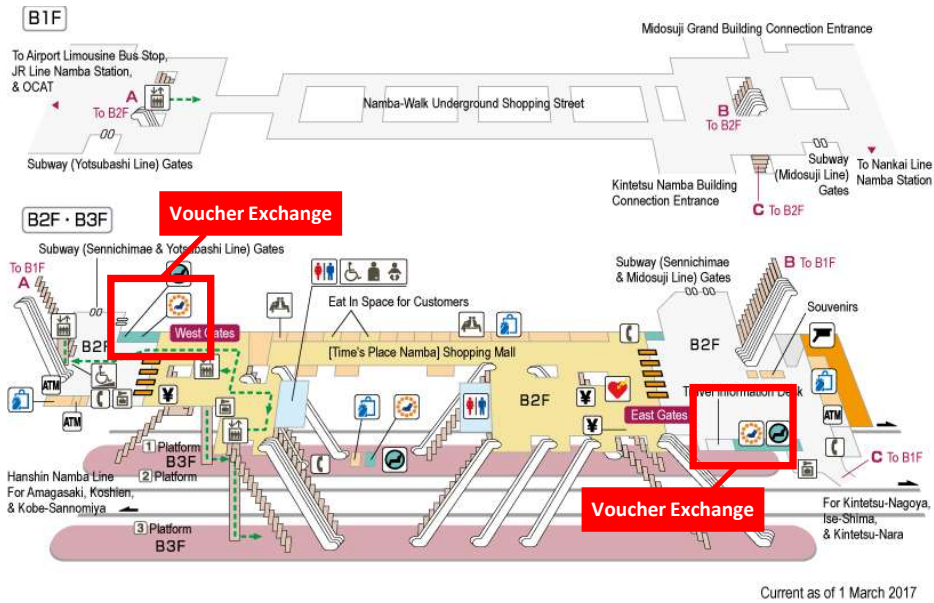 B1F
Midosuji Grand Building Connection Entrance
To Airport Limousine Bus Stop,
JR Line Namba Station,
& OCAT
A
To B2F
Namba-Walk Underground Shopping Street
B
To B2F
Subway (Yotsubashi Line) Gates
Subway
(Midosuji Line)
Gates
To Nankai Line
Namba Station
Kintetsu Namba Building
Connection Entrance
C To B2F
B2F・B3F
Voucher Exchange
Subway (Sennichimae & Yotsubashi Line) Gates
To B1F
A
Subway (Sennichimae
& Midosuji Line) Gates
B To B1F
Souvenirs
Eat In Space for Customers
West Gates
B2F
[Time's Place Namba] Shopping Mall
B2F
ATM
ATM
¥
B2F
¥
¥
East Gates
Travel Information Desk
ATM
1 Platform
B3F
2 Platform
Hanshin Namba Line
For Amagasaki, Koshien,
& Kobe-Sannomiya
3 Platform
B3F
C To B1F
Voucher Exchange
For Kintetsu-Nagoya,
Ise-Shima,
& Kintetsu-Nara
Current as of 1 March 2017